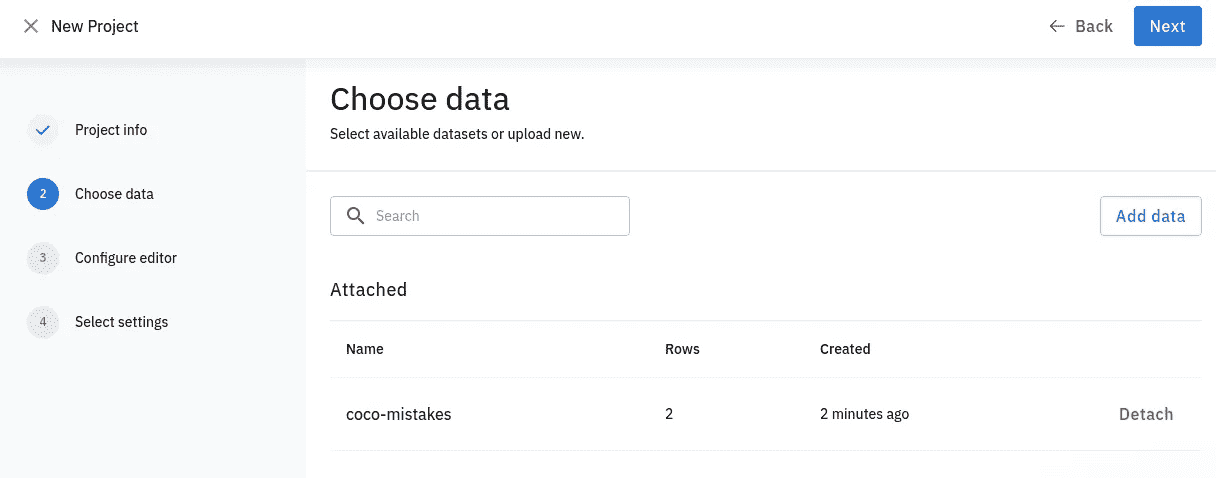 New Project
Back
Next
Project info
2 Choose data
3 Configure editor
4 Select settings
Choose data
Select available datasets or upload new.
Search
Add data
Attached
Name Rows Created
coco-mistakes 2 2 minutes ago Detach